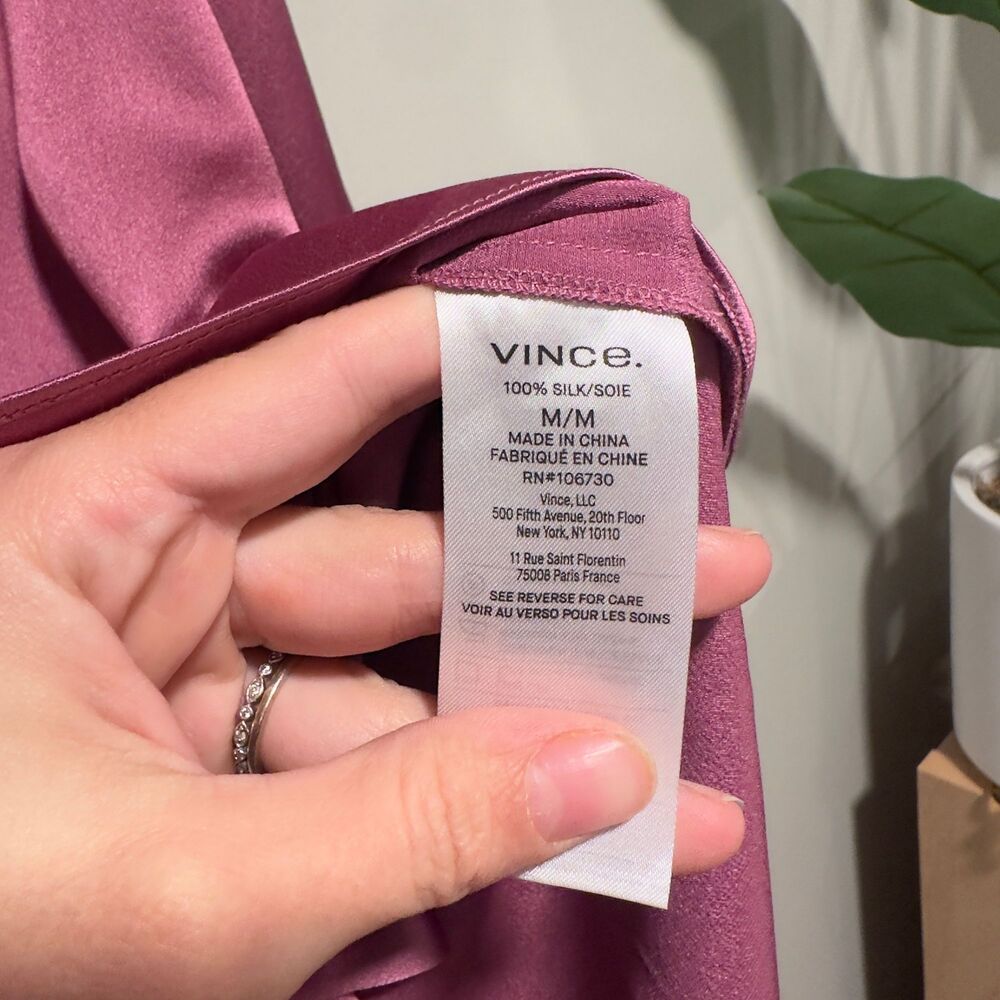 VINCe.
100% SILK/SOIE
M/M
MADE IN CHINA
FABRIQUÉ EN CHINE
RN#106730
Vince, LLC
500 Fifth Avenue, 20th Floor
New York, NY 10110
11 Rue Saint Florentin
75008 Paris France
SEE REVERSE FOR CARE
VOIR AU VERSO POUR LES SOINS